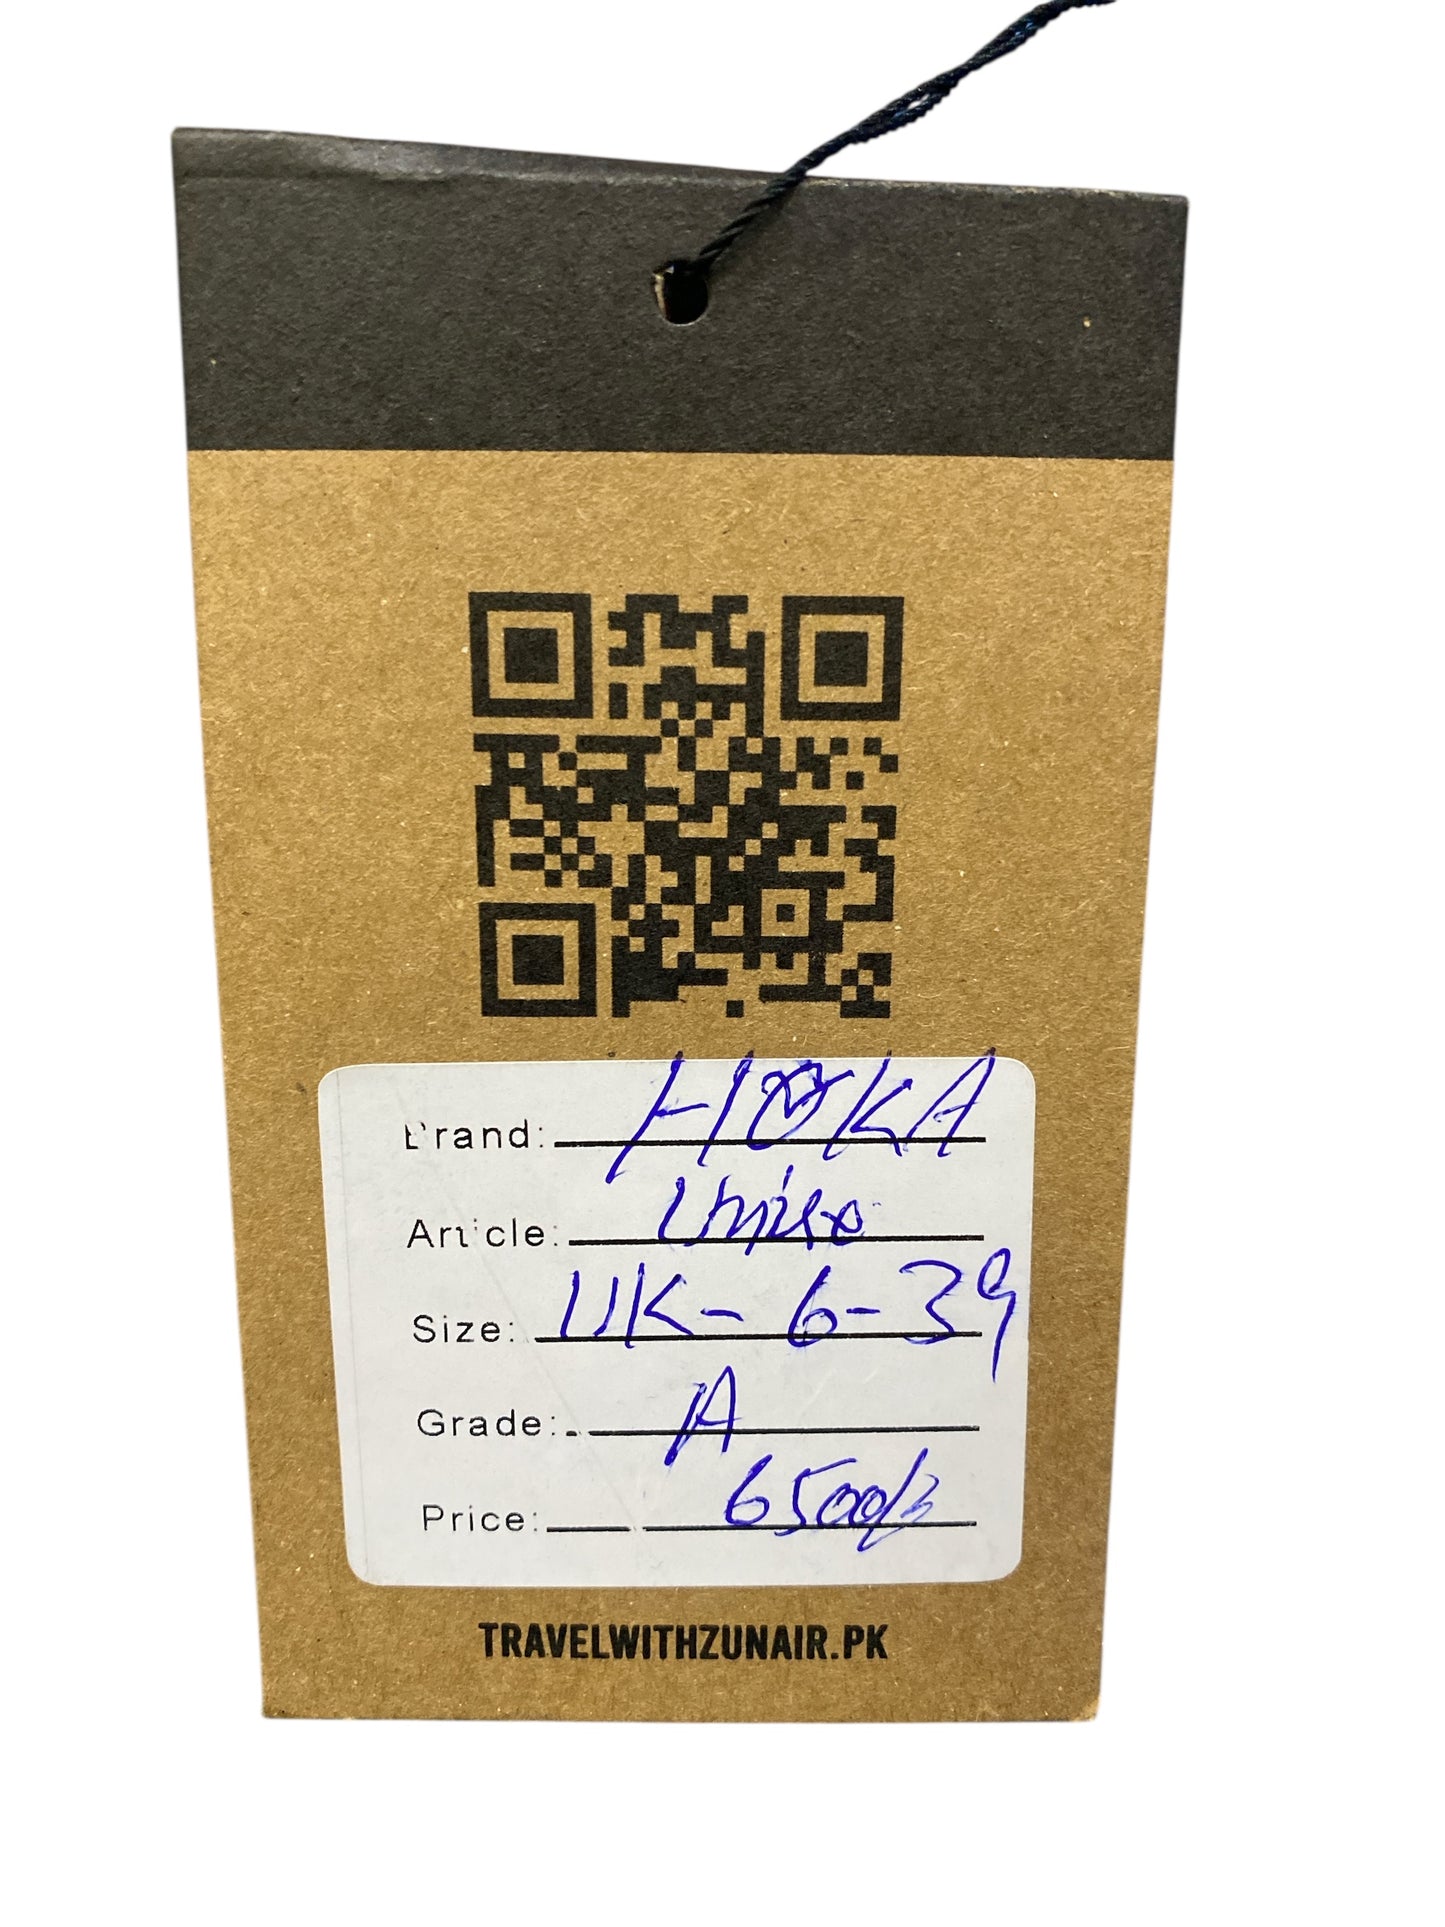 Brand: HOKA
Article: Unisex
Size: UK-6-39
Grade: A
Price: 6500/
TRAVELWITHZUNAIR.PK